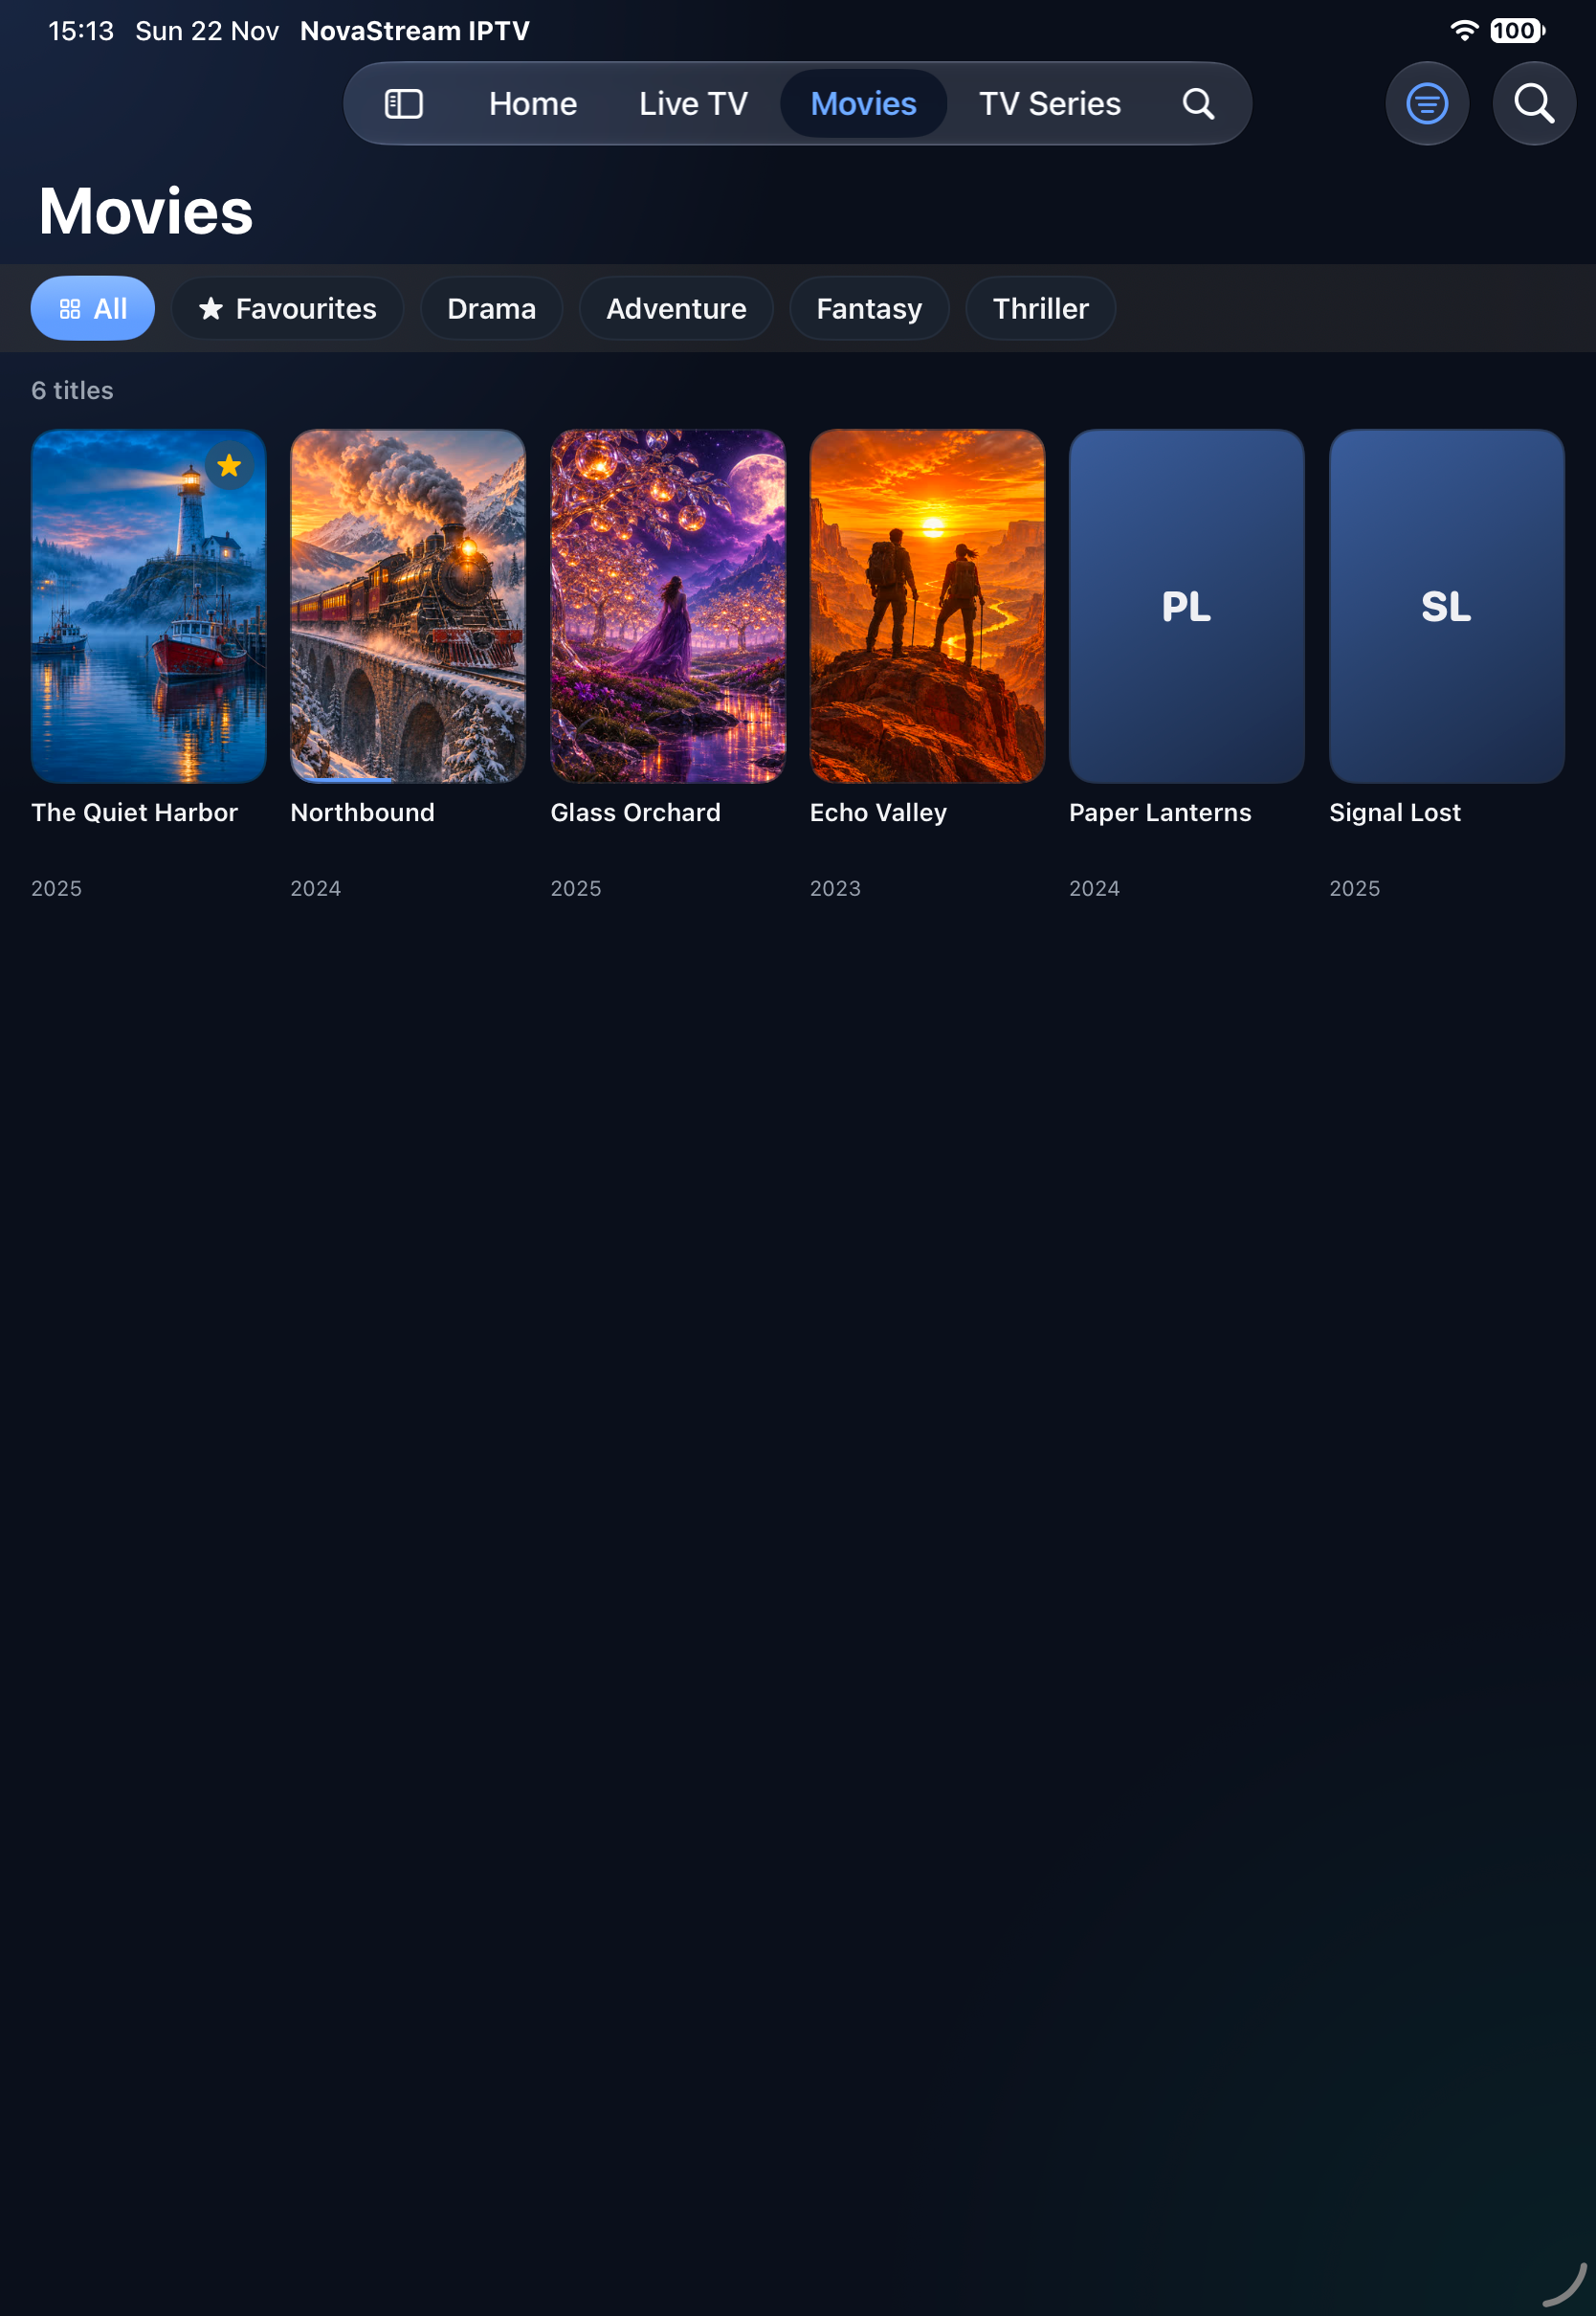 15:13 Sun 22 Nov NovaStream IPTV 100
Home Live TV Movies TV Series
Movies
All Favourites Drama Adventure Fantasy Thriller
6 titles
PL SL
The Quiet Harbor Northbound Glass Orchard Echo Valley Paper Lanterns Signal Lost
2025 2024 2025 2023 2024 2025